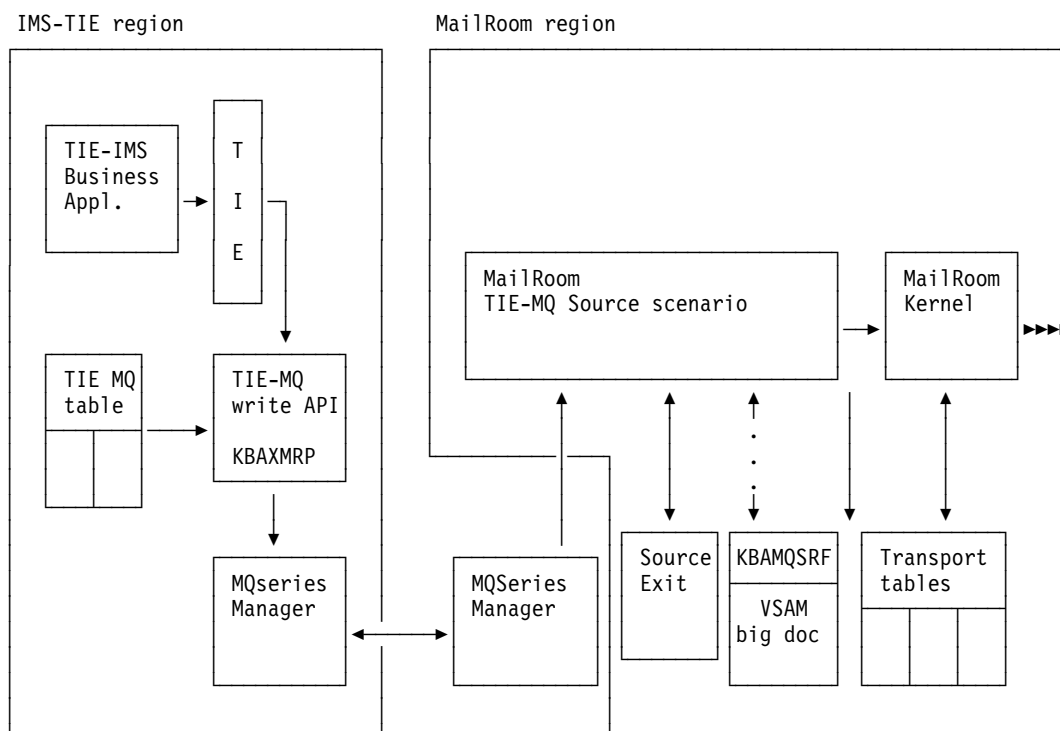 IMS-TIE region
MailRoom region
TIE-IMS
Business
Appl.
T
I
E
MailRoom
TIE-MQ Source scenario
MailRoom
Kernel
TIE MQ
table
TIE-MQ
write API
KBAXMRP
MQseries
Manager
MQSeries
Manager
Source
Exit
KBAMQSRF
VSAM
big doc
Transport
tables